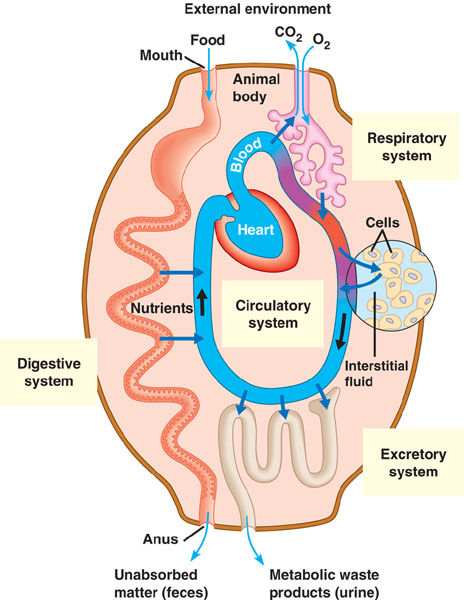 External environment
CO2
O2
Food
Mouth
Animal
body
Respiratory
system
Blood
Heart
Cells
Nutrients
Circulatory
system
Digestive
system
Interstitial
fluid
Excretory
system
Anus
Unabsorbed
matter (feces)
Metabolic waste
products (urine)